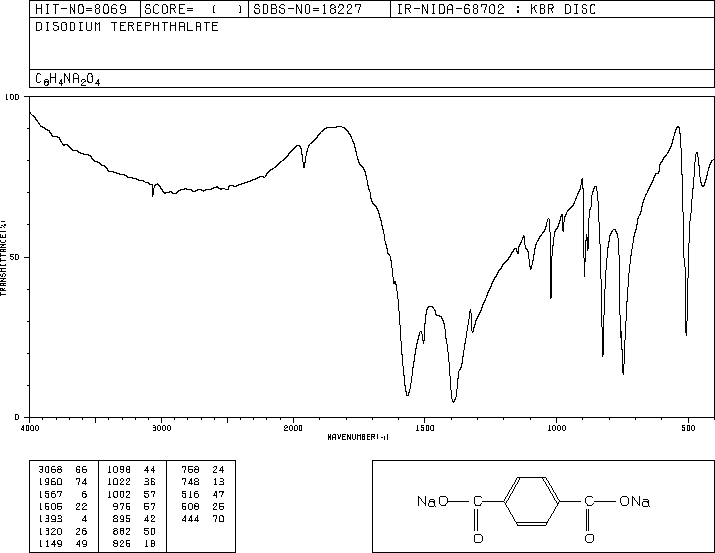 HIT-NO=8069 SCORE= ( ) SDBS-NO=18227 IR-NIDA-68702 : KBR DISC
DISODIUM TEREPHTHALATE
C8H4NA2O4
100
TRANSMITTANCE(%)
50
0
4000 3000 2000 1500 1000 500
WAVENUMBER(-1)
3068 66 1098 44 758 24
1960 74 1022 36 748 13
1567 6 1002 57 516 47
1505 22 976 57 508 25
1393 4 895 42 444 70
1320 26 882 50
1149 49 826 18
NaO C C ONa
O O